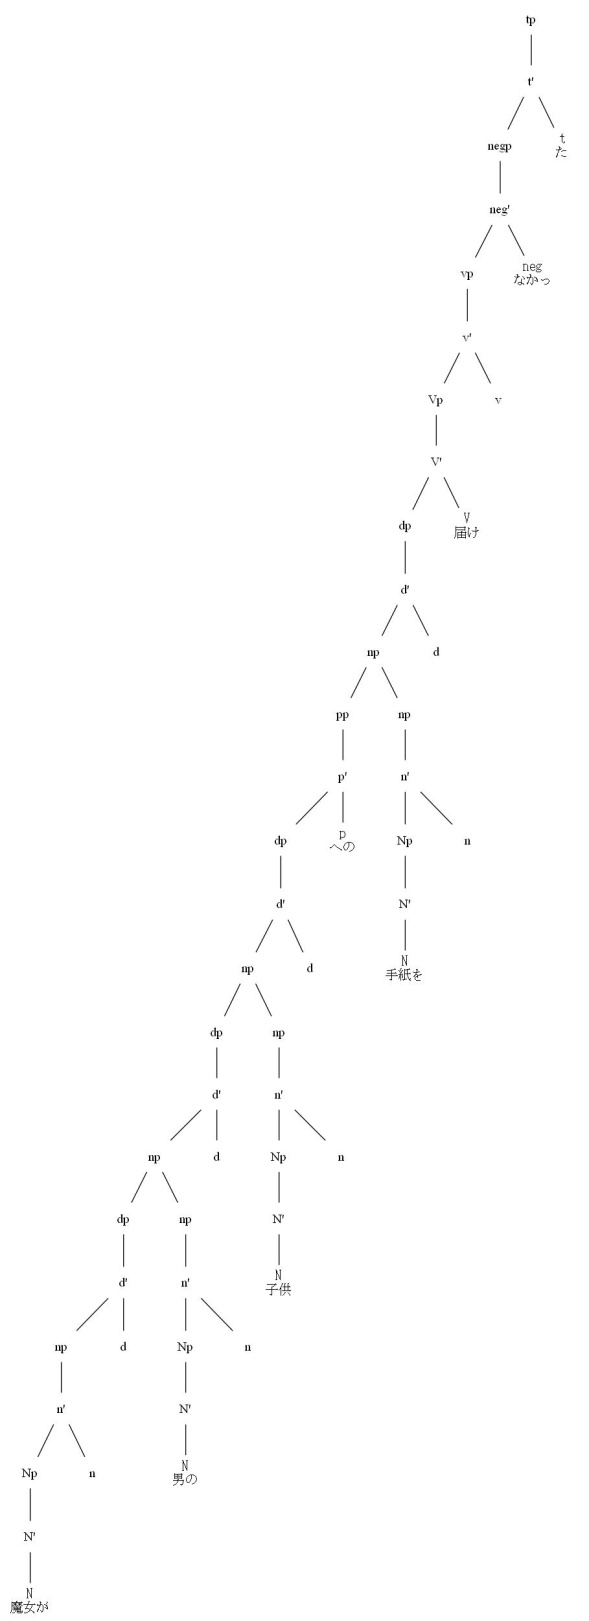 tp
t'
negp
t
た
neg'
vp
neg
なかっ
v'
Vp
v
V'
dp
V
届け
d'
np
d
pp
np
p'
n'
dp
p
への
Np
n
d'
N'
np
d
N
手紙を
dp
np
d'
n'
np
d
Np
n
dp
np
N'
d'
n'
N
子供
np
d
Np
n
n'
N'
Np
n
N
男の
N'
N
魔女が